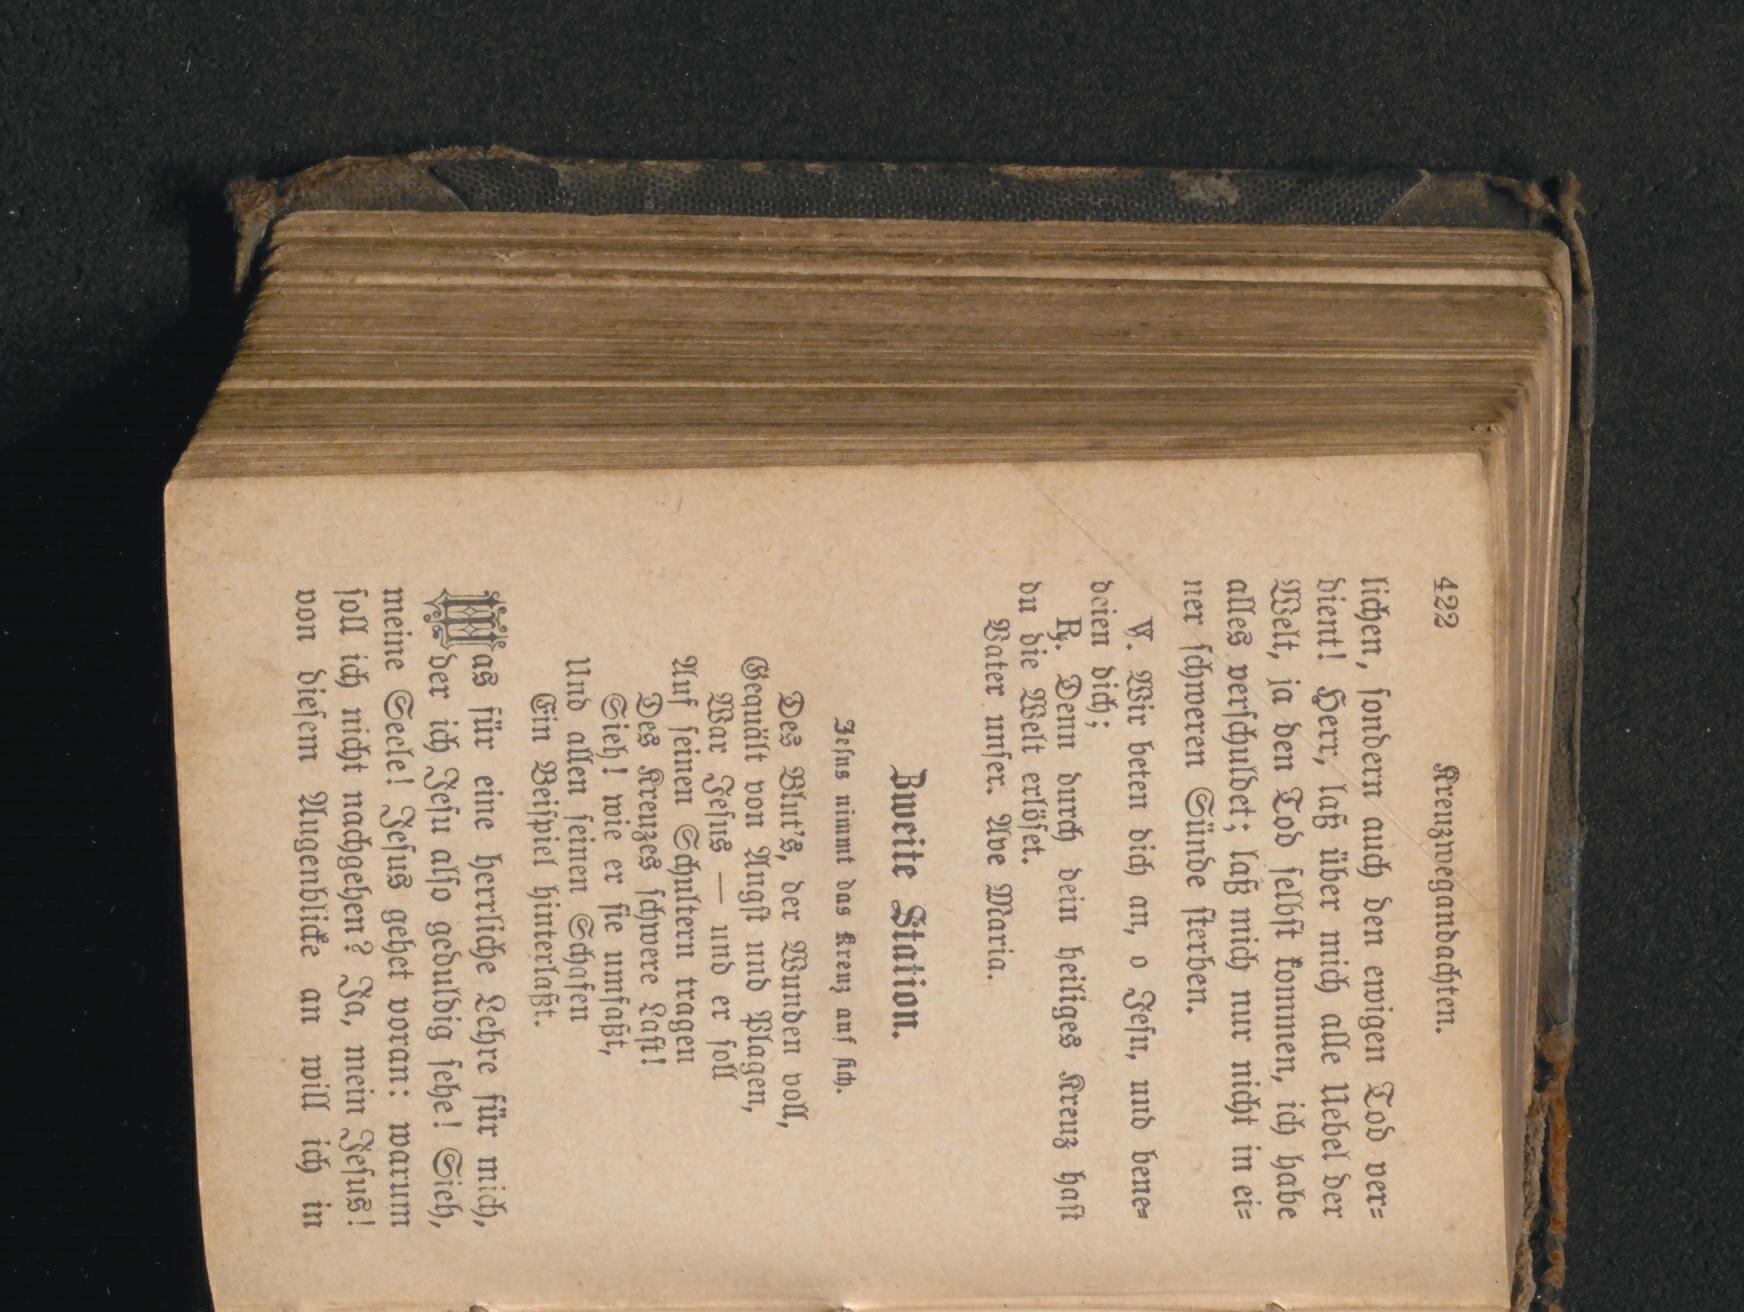 422 Kreuzwegandachten.
lichen, ſondern auch den ewigen Tod ver=
dient! Herr, laß über mich alle Uebel der
Welt, ja den Tod ſelbſt kommen, ich habe
alles verſchuldet; laß mich nur nicht in ei=
ner ſchweren Sünde ſterben.
℣. Wir beten dich an, o Jeſu, und bene=
deien dich;
℟. Denn durch dein heiliges Kreuz haſt
du die Welt erlöſet.
Vater unſer. Ave Maria.
Zweite Station.
Jeſus nimmt das Kreuz auf ſich.
Des Blut's, der Wunden voll,
Gequält von Angſt und Plagen,
War Jeſus — und er ſoll
Auf ſeinen Schultern tragen
Des Kreuzes ſchwere Laſt!
Sieh! wie er ſie umfaßt,
Und allen ſeinen Schafen
Ein Beiſpiel hinterlaßt.
Was für eine herrliche Lehre für mich,
der ich Jeſu alſo geduldig ſehe! Sieh,
meine Seele! Jeſus gehet voran: warum
ſoll ich nicht nachgehen? Ja, mein Jeſus!
von dieſem Augenblicke an will ich in